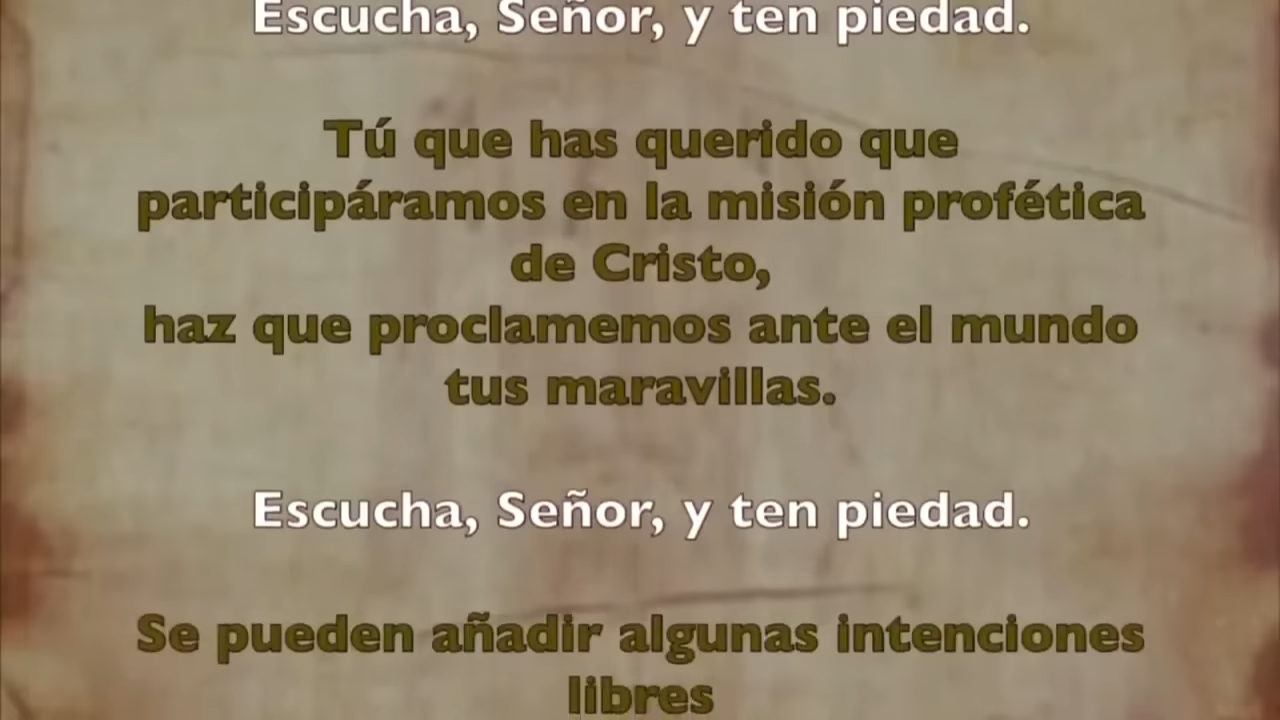 Escucha, Señor, y ten piedad.
Tú que has querido que
participáramos en la misión profética
de Cristo,
haz que proclamemos ante el mundo
tus maravillas.
Escucha, Señor, y ten piedad.
Se pueden añadir algunas intenciones
libres